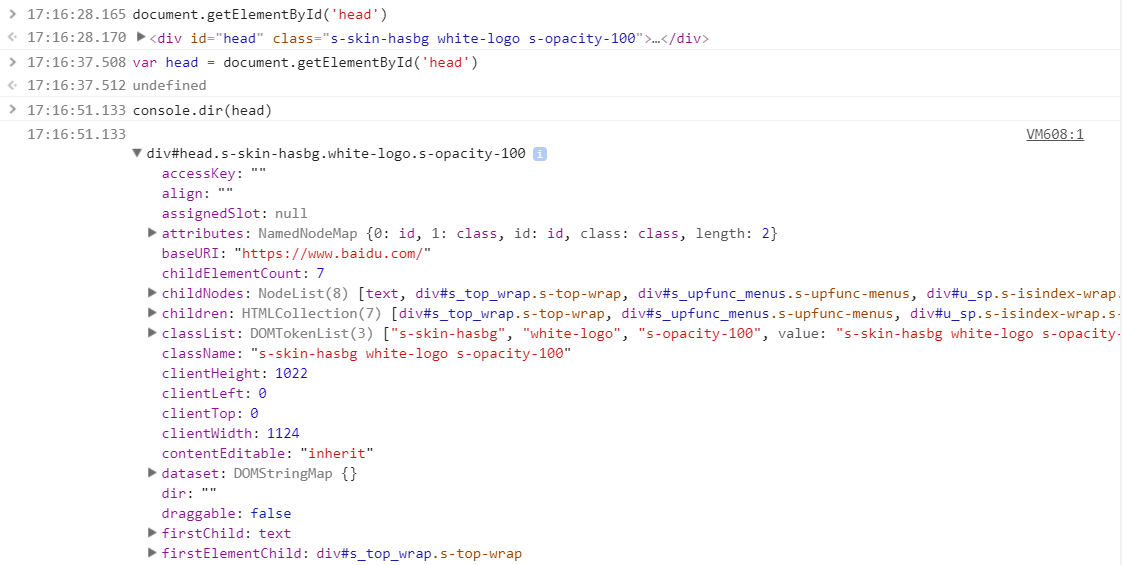 17:16:28.165 document.getElementById('head')
17:16:28.170 <div id="head" class="s-skin-hasbg white-logo s-opacity-100">…</div>
17:16:37.508 var head = document.getElementById('head')
17:16:37.512 undefined
17:16:51.133 console.dir(head)
17:16:51.133 VM608:1
div#head.s-skin-hasbg.white-logo.s-opacity-100 i
accessKey: ""
align: ""
assignedSlot: null
attributes: NamedNodeMap {0: id, 1: class, id: id, class: class, length: 2}
baseURI: "https://www.baidu.com/"
childElementCount: 7
childNodes: NodeList(8) [text, div#s_top_wrap.s-top-wrap, div#s_upfunc_menus.s-upfunc-menus, div#u_sp.s-isindex-wrap.
children: HTMLCollection(7) [div#s_top_wrap.s-top-wrap, div#s_upfunc_menus.s-upfunc-menus, div#u_sp.s-isindex-wrap.s-
classList: DOMTokenList(3) ["s-skin-hasbg", "white-logo", "s-opacity-100", value: "s-skin-hasbg white-logo s-opacity-
className: "s-skin-hasbg white-logo s-opacity-100"
clientHeight: 1022
clientLeft: 0
clientTop: 0
clientWidth: 1124
contentEditable: "inherit"
dataset: DOMStringMap {}
dir: ""
draggable: false
firstChild: text
firstElementChild: div#s_top_wrap.s-top-wrap